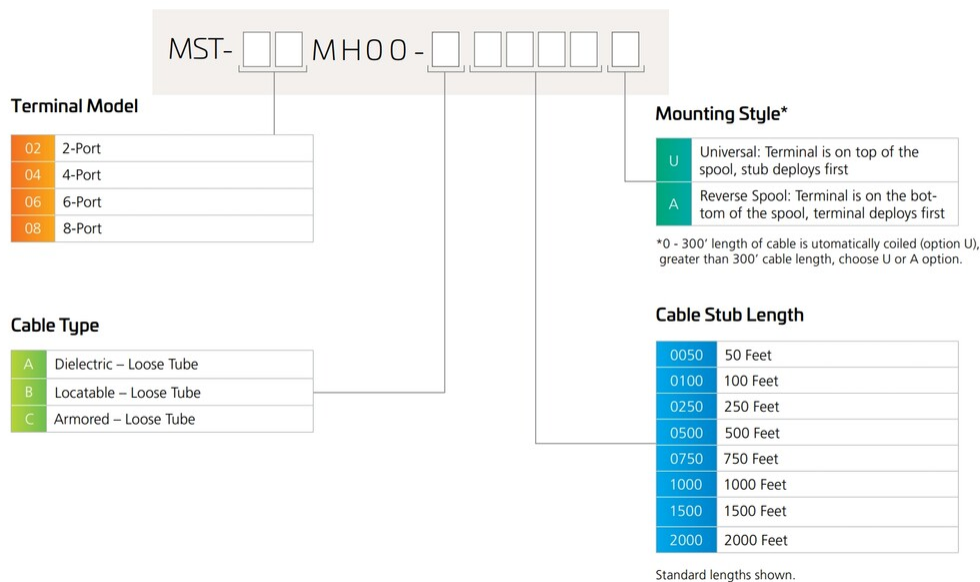 MST- MH00-
Terminal Model
02 2-Port
04 4-Port
06 6-Port
08 8-Port
Cable Type
A Dielectric – Loose Tube
B Locatable – Loose Tube
C Armored – Loose Tube
Mounting Style*
U Universal: Terminal is on top of the
spool, stub deploys first
A Reverse Spool: Terminal is on the bot-
tom of the spool, terminal deploys first
*0 - 300’ length of cable is utomatically coiled (option U),
greater than 300’ cable length, choose U or A option.
Cable Stub Length
0050 50 Feet
0100 100 Feet
0250 250 Feet
0500 500 Feet
0750 750 Feet
1000 1000 Feet
1500 1500 Feet
2000 2000 Feet
Standard lengths shown.